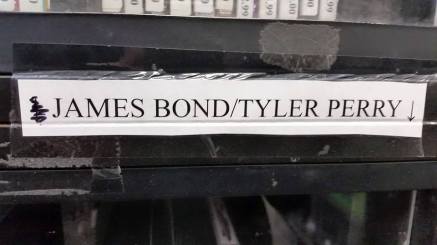 JAMES BOND/TYLER PERRY ↓